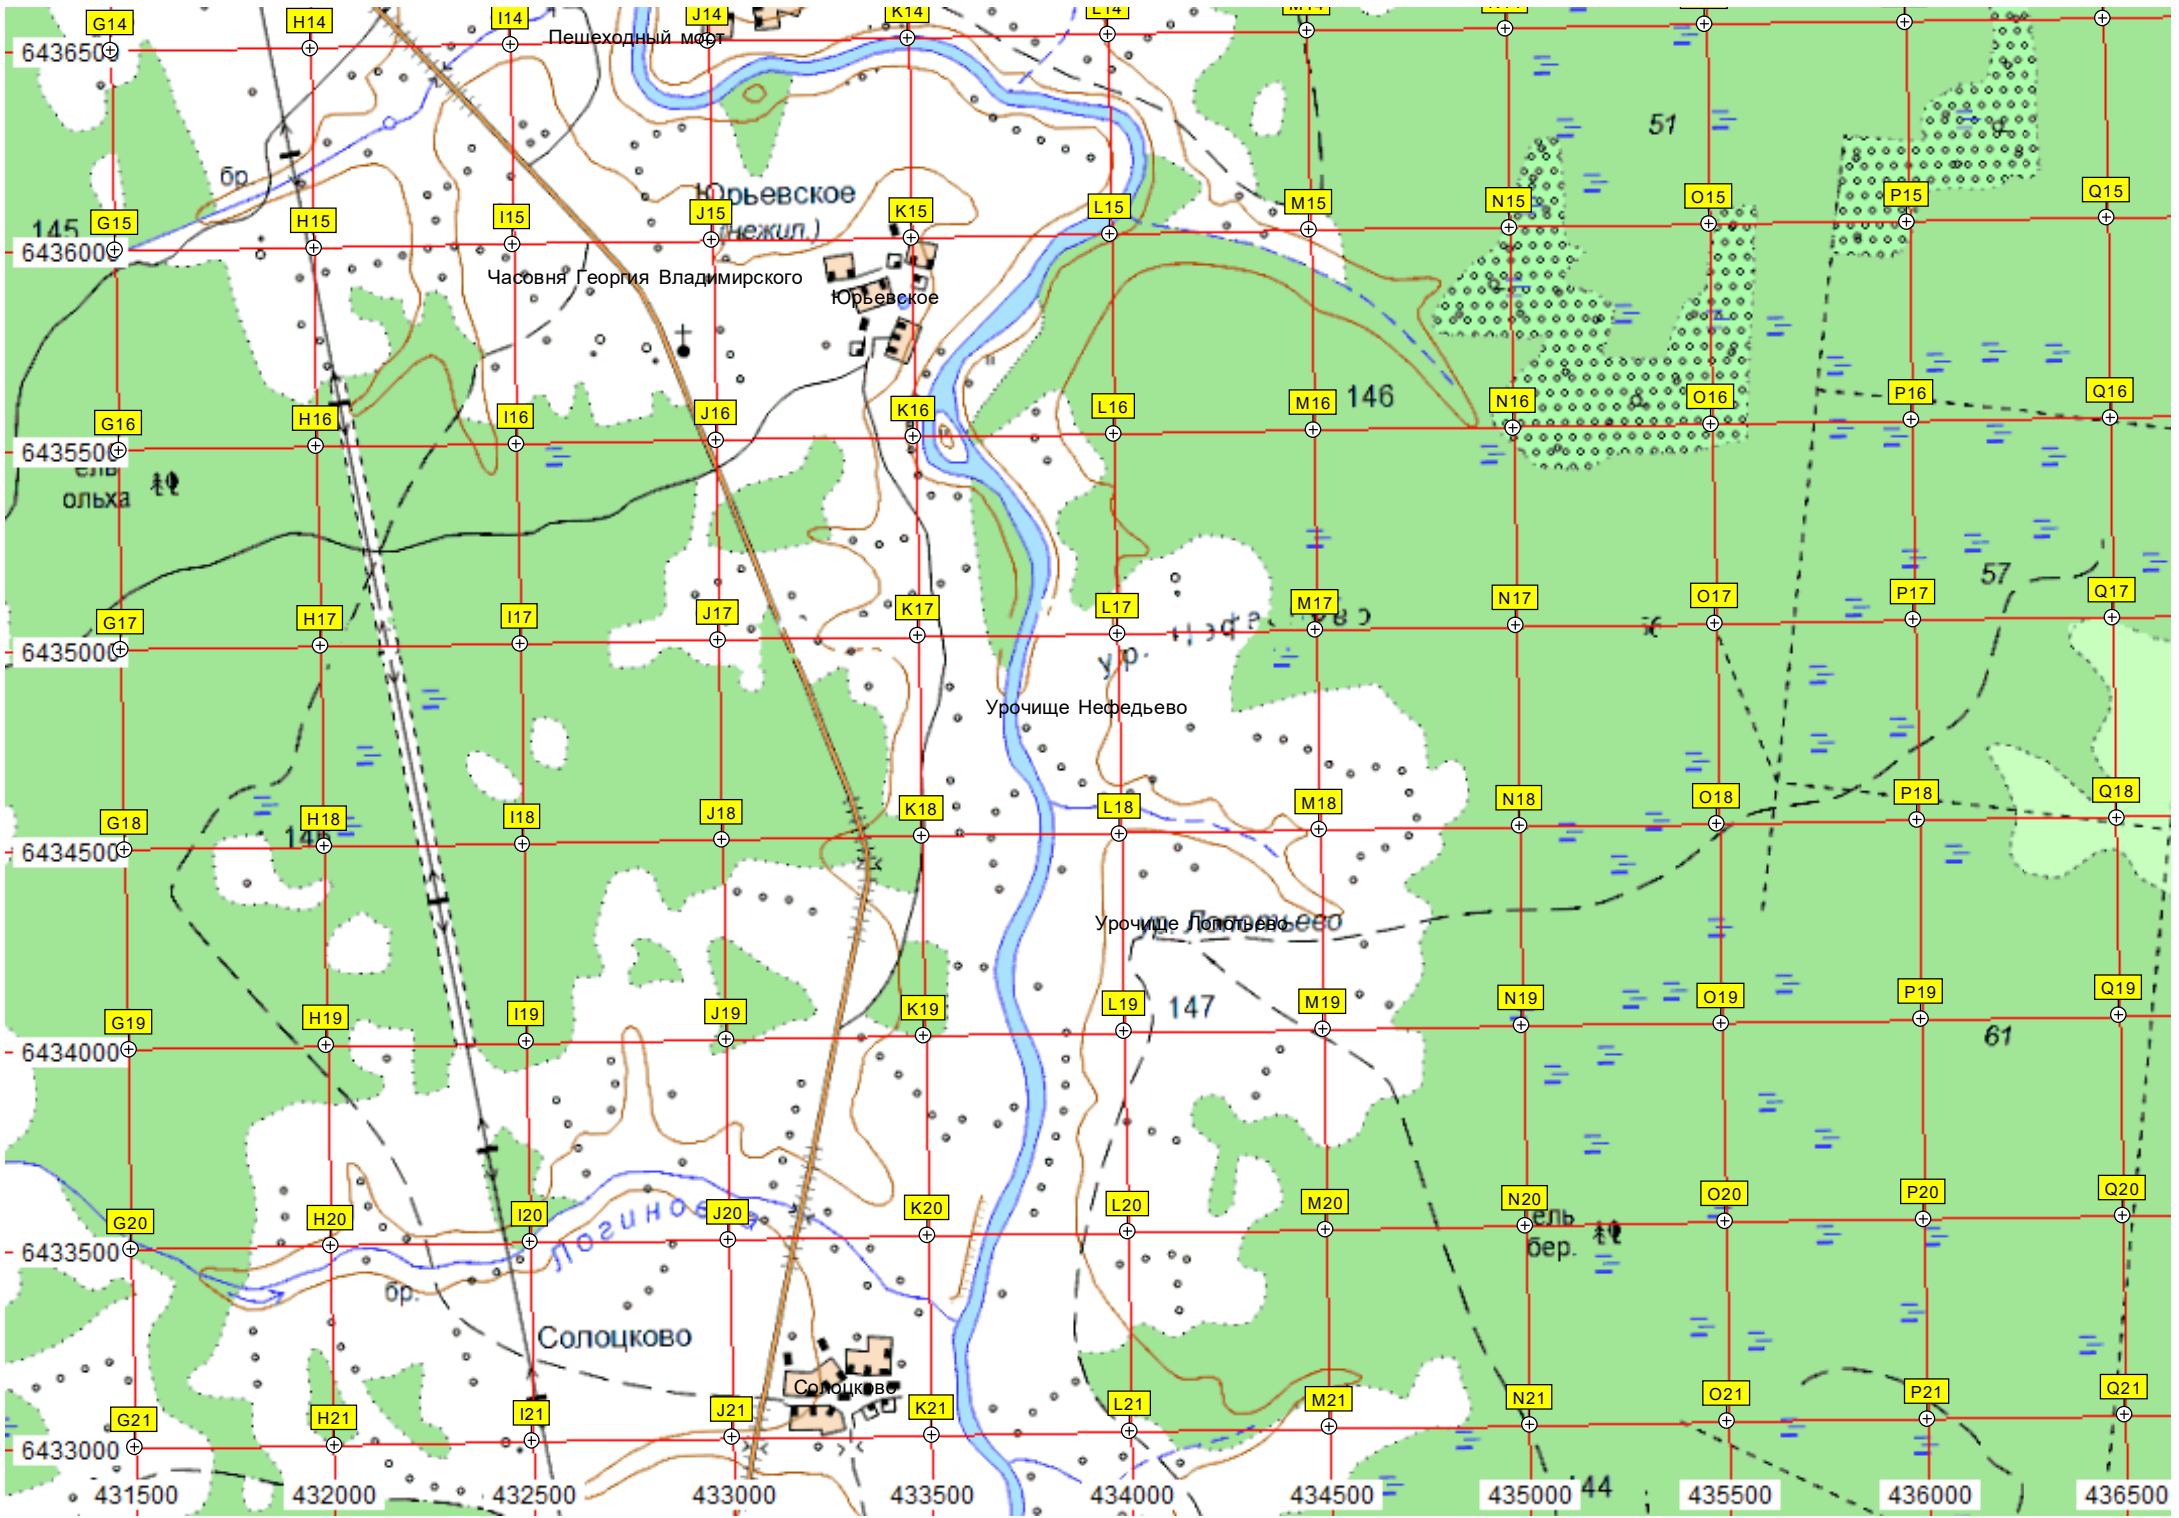 G14 H14 I14 J14 K14 L14 M14
Пешеходный мост
6436500
51
бр.
Юрьевское
(нежил.)
145
G15 H15 I15 J15 K15 L15 M15 N15 O15 P15 Q15
6436000
Часовня Георгия Владимирского
Юрьевское
146
G16 H16 I16 J16 K16 L16 M16 N16 O16 P16 Q16
6435500
ель
ольха
57
G17 H17 I17 J17 K17 L17 M17 N17 O17 P17 Q17
ур.
6435000
Урочище Нефедьево
G18 H18 I18 J18 K18 L18 M18 N18 O18 P18 Q18
6434500
ур. Лопотьево
Урочище Лопотьево
147
G19 H19 I19 J19 K19 L19 M19 N19 O19 P19 Q19
6434000
61
G20 H20 I20 J20 K20 L20 M20 N20 O20 P20 Q20
ель
бер.
6433500
бр.
Солоцково
Солоцково
G21 H21 I21 J21 K21 L21 M21 N21 O21 P21 Q21
6433000
144
431500 432000 432500 433000 433500 434000 434500 435000 435500 436000 436500